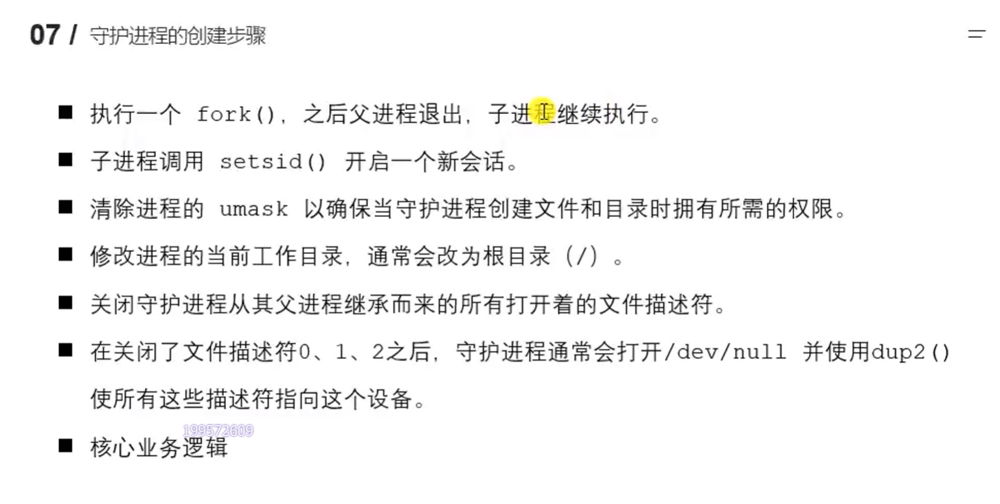 07 / 守护进程的创建步骤
■ 执行一个 fork(),之后父进程退出,子进程继续执行。
■ 子进程调用 setsid() 开启一个新会话。
■ 清除进程的 umask 以确保当守护进程创建文件和目录时拥有所需的权限。
■ 修改进程的当前工作目录,通常会改为根目录(/)。
■ 关闭守护进程从其父进程继承而来的所有打开着的文件描述符。
■ 在关闭了文件描述符0、1、2之后,守护进程通常会打开/dev/null 并使用dup2()
使所有这些描述符指向这个设备。
199572609
■ 核心业务逻辑